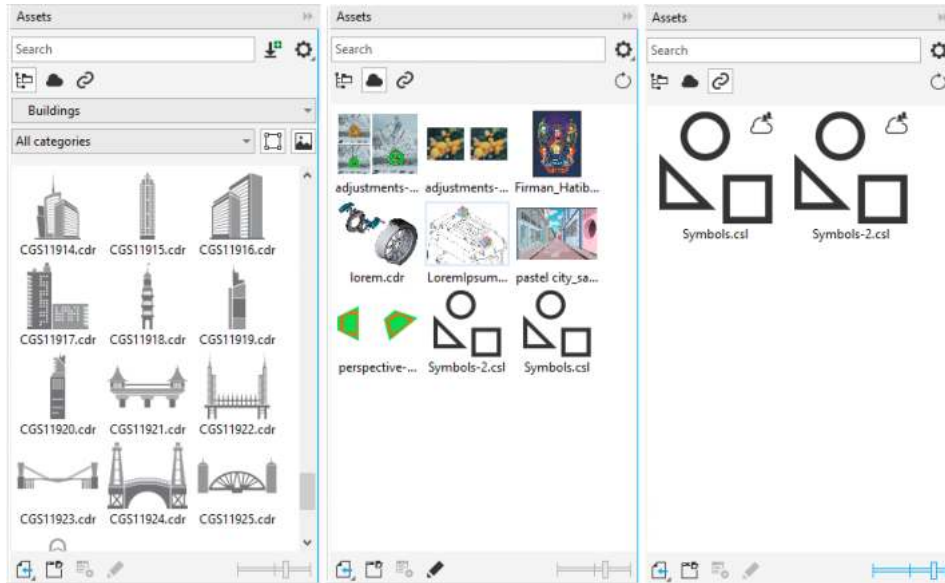 Assets
Search
Buildings
All categories
CGS11914.cdr CGS11915.cdr CGS11916.cdr
CGS11917.cdr CGS11918.cdr CGS11919.cdr
CGS11920.cdr CGS11921.cdr CGS11922.cdr
CGS11923.cdr CGS11924.cdr CGS11925.cdr
Assets
Search
adjustments-... adjustments-... Firman_Hatib...
lorem.cdr LoremIpsum... pastel city_sa...
perspective-... Symbols-2.csl Symbols.csl
Assets
Search
Symbols.csl Symbols-2.csl